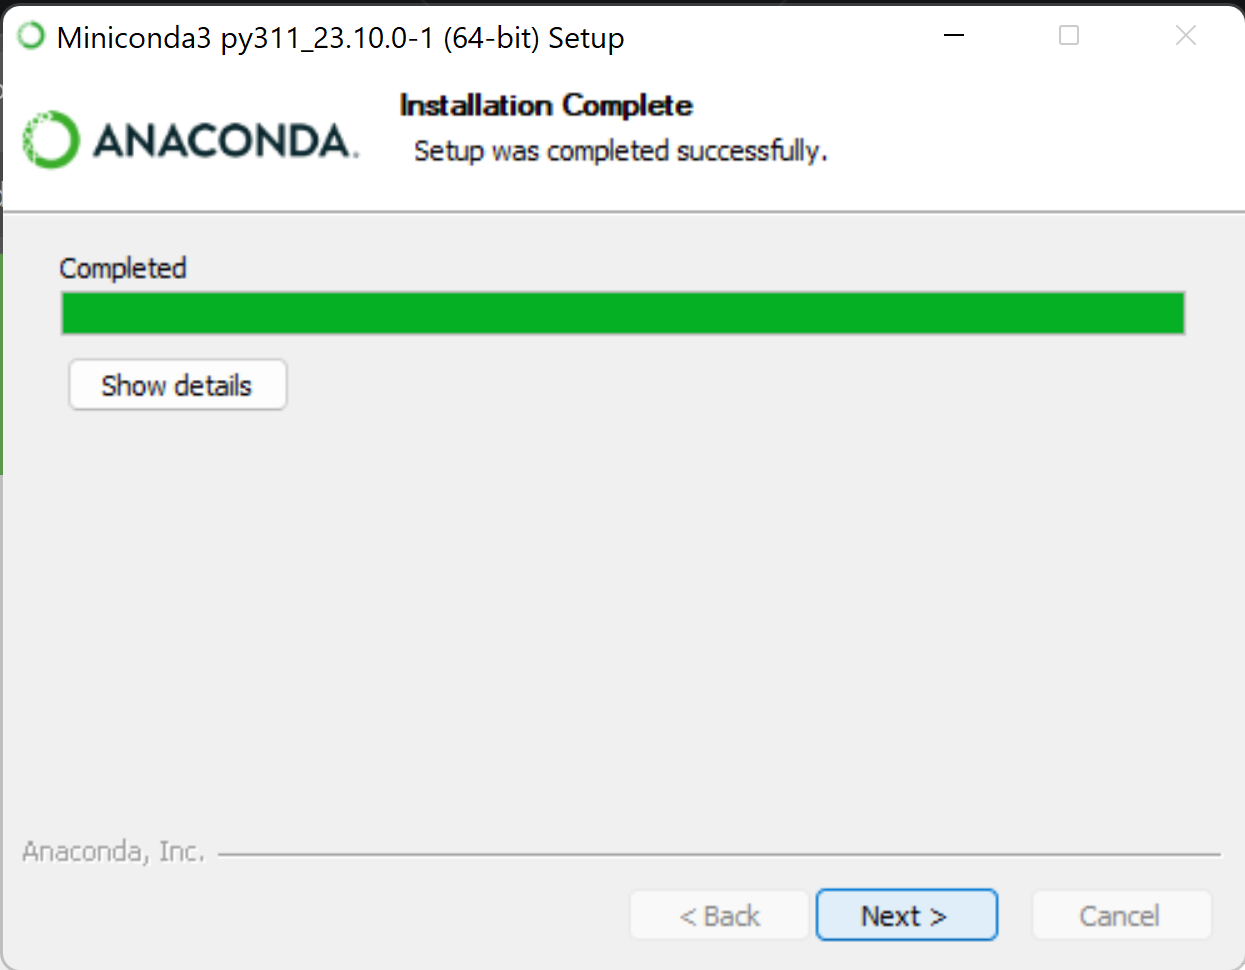 Miniconda3 py311_23.10.0-1 (64-bit) Setup
ANACONDA.
Installation Complete
Setup was completed successfully.
Completed
Show details
Anaconda, Inc.
< Back
Next >
Cancel